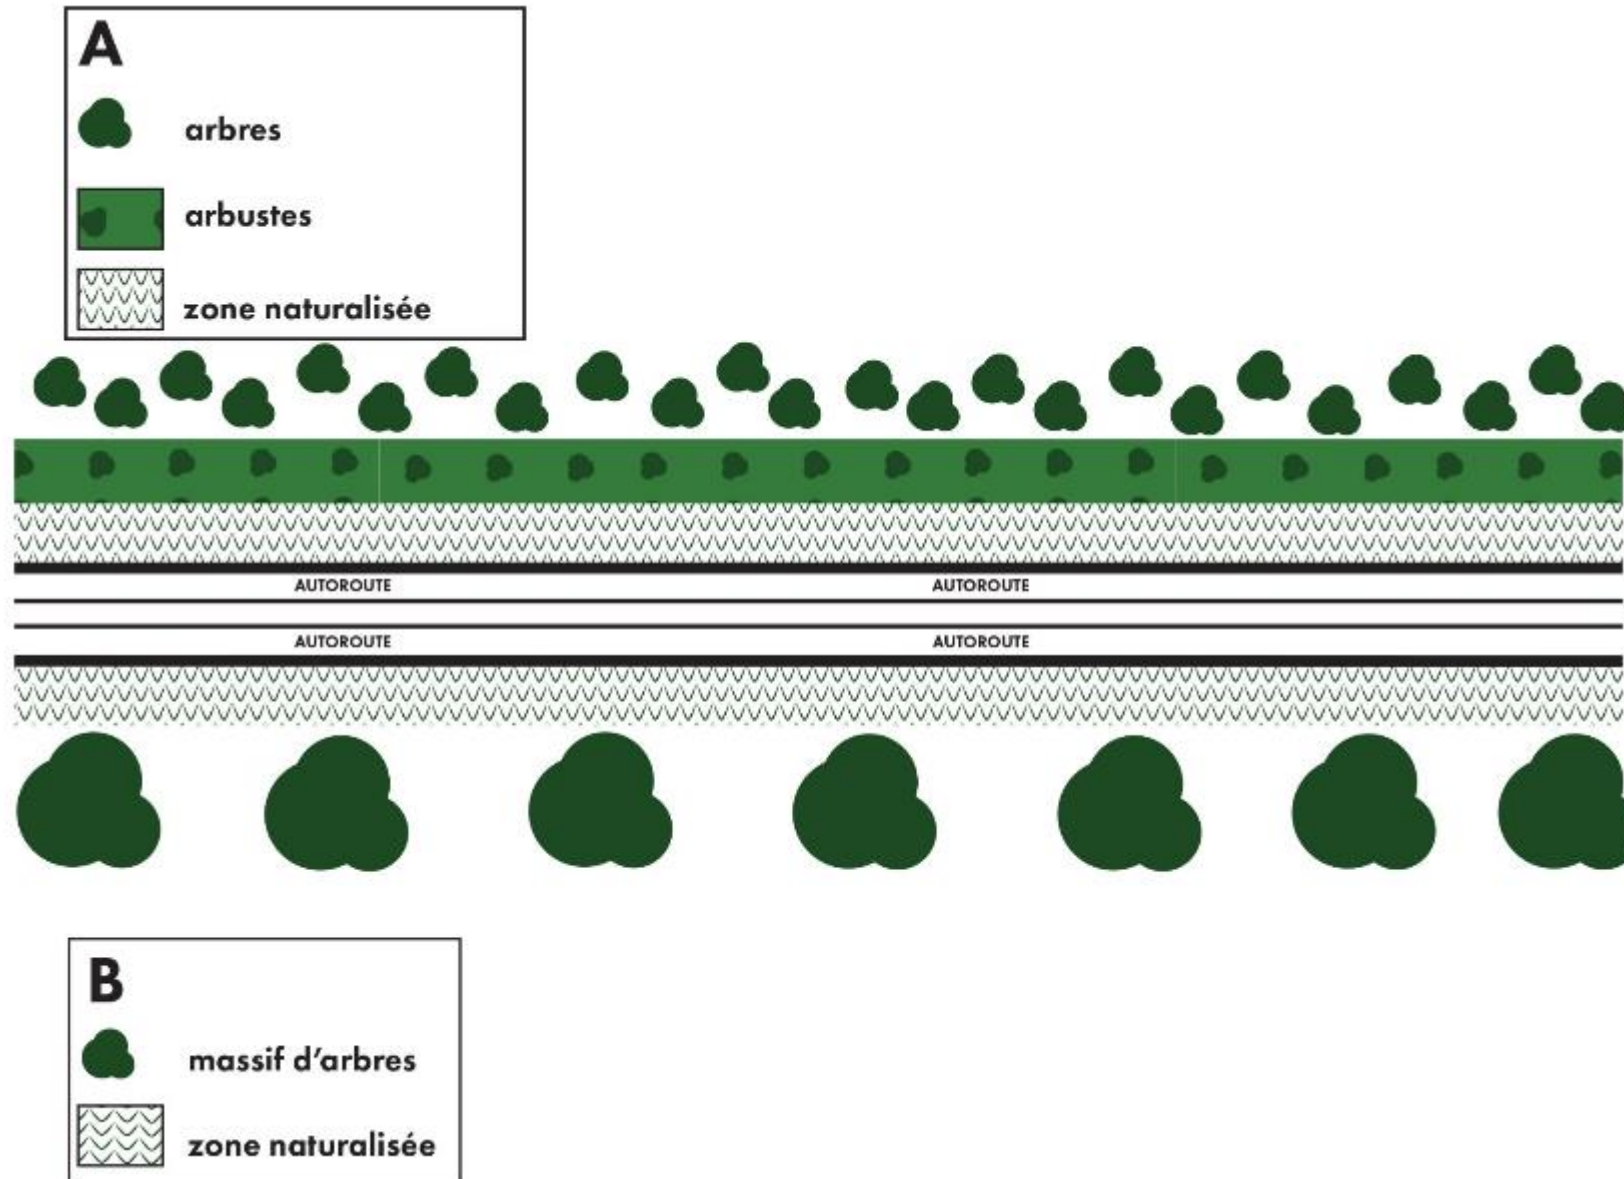 A
arbres
arbustes
zone naturalisée
AUTOROUTE AUTOROUTE
AUTOROUTE AUTOROUTE
B
massif d'arbres
zone naturalisée